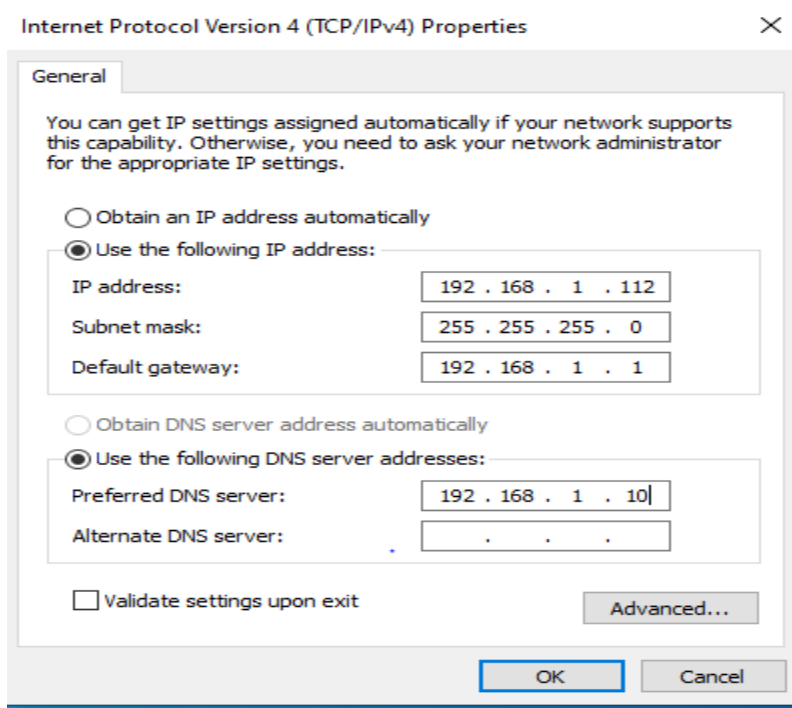 Internet Protocol Version 4 (TCP/IPv4) Properties
General
You can get IP settings assigned automatically if your network supports
this capability. Otherwise, you need to ask your network administrator
for the appropriate IP settings.
Obtain an IP address automatically
Use the following IP address:
IP address: 192 . 168 . 1 . 112
Subnet mask: 255 . 255 . 255 . 0
Default gateway: 192 . 168 . 1 . 1
Obtain DNS server address automatically
Use the following DNS server addresses:
Preferred DNS server: 192 . 168 . 1 . 10
Alternate DNS server: . . .
Validate settings upon exit
Advanced...
OK Cancel